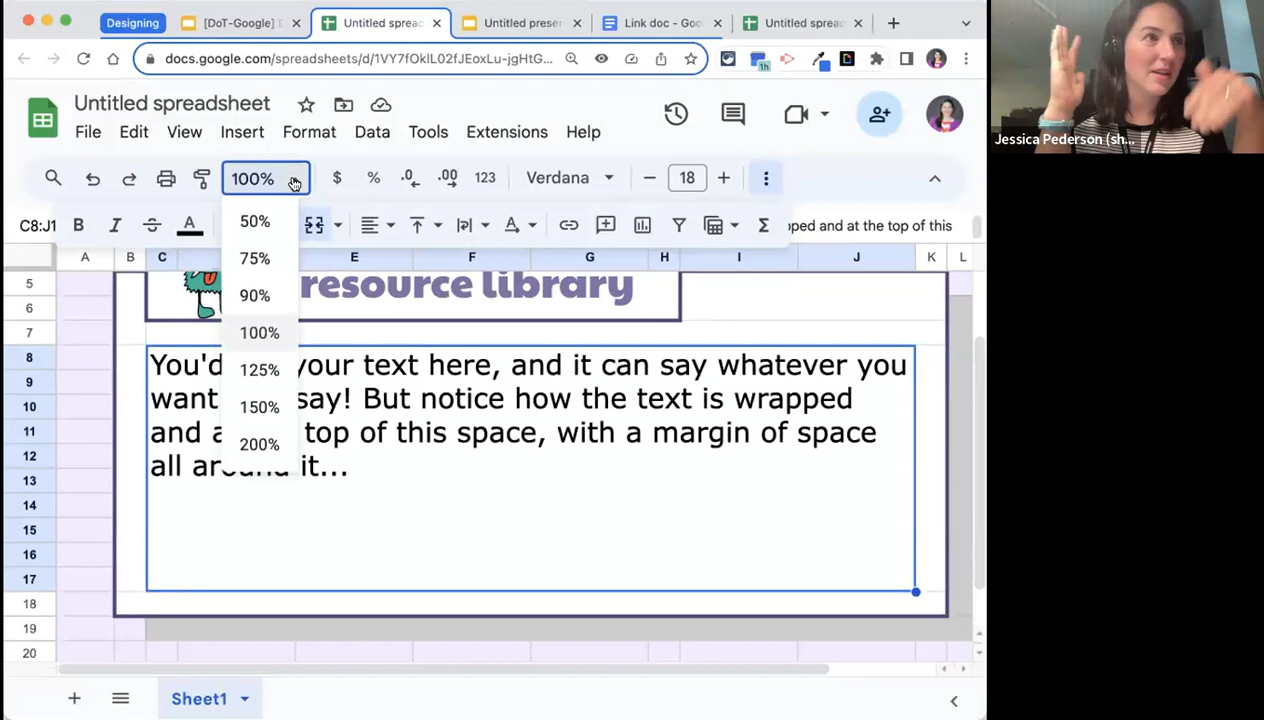 Designing
[DoT-Google] D
Untitled spread
Untitled presen
Link doc - Goo
Untitled spread
docs.google.com/spreadsheets/d/1VY7fOklL02fJEoxLu-jgHtG...
1h
Untitled spreadsheet
File Edit View Insert Format Data Tools Extensions Help
100% $ % .0 .00 123 Verdana 18
B I S A Σ
C8:J1
pped and at the top of this
50%
75%
90%
100%
125%
150%
200%
A B C E F G H I J K L
5
6
7
8
9
10
11
12
13
14
15
16
17
18
19
20
resource library
You'd your text here, and it can say whatever you
want say! But notice how the text is wrapped
and a top of this space, with a margin of space
all around it...
Sheet1
Jessica Pederson (sh...